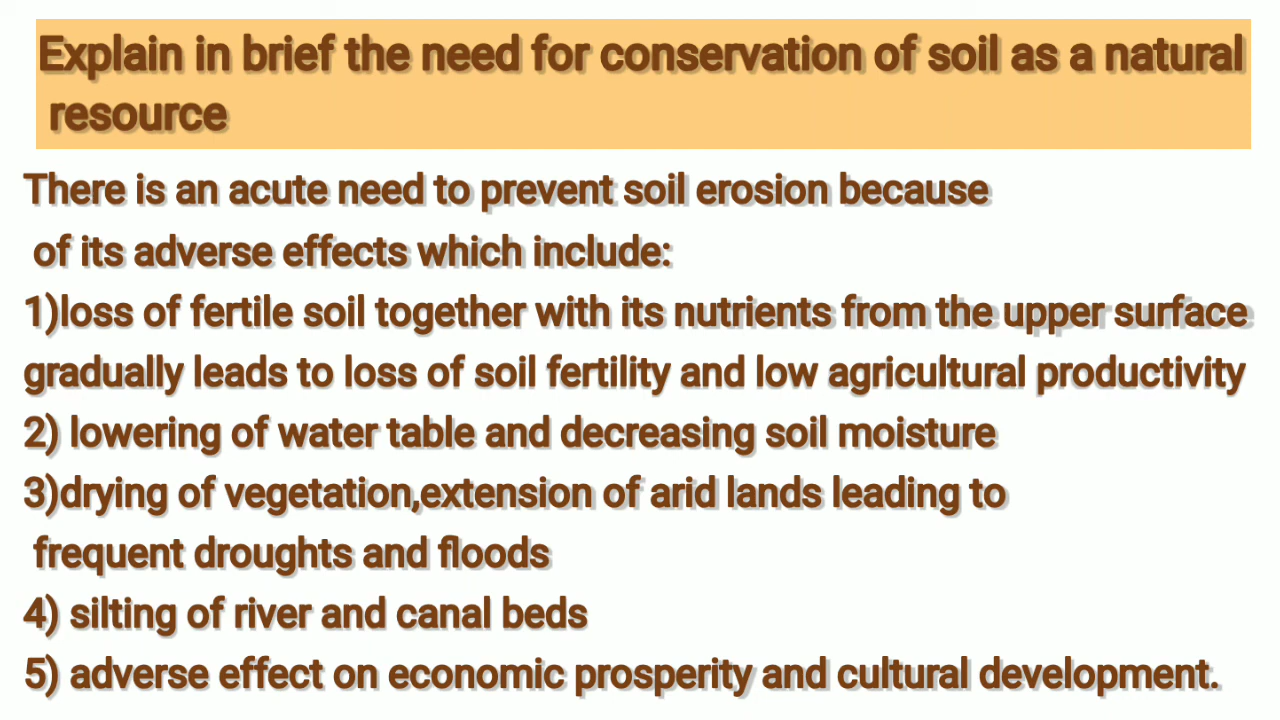 Explain in brief the need for conservation of soil as a natural
resource
There is an acute need to prevent soil erosion because
of its adverse effects which include:
1)loss of fertile soil together with its nutrients from the upper surface
gradually leads to loss of soil fertility and low agricultural productivity
2) lowering of water table and decreasing soil moisture
3)drying of vegetation,extension of arid lands leading to
frequent droughts and floods
4) silting of river and canal beds
5) adverse effect on economic prosperity and cultural development.